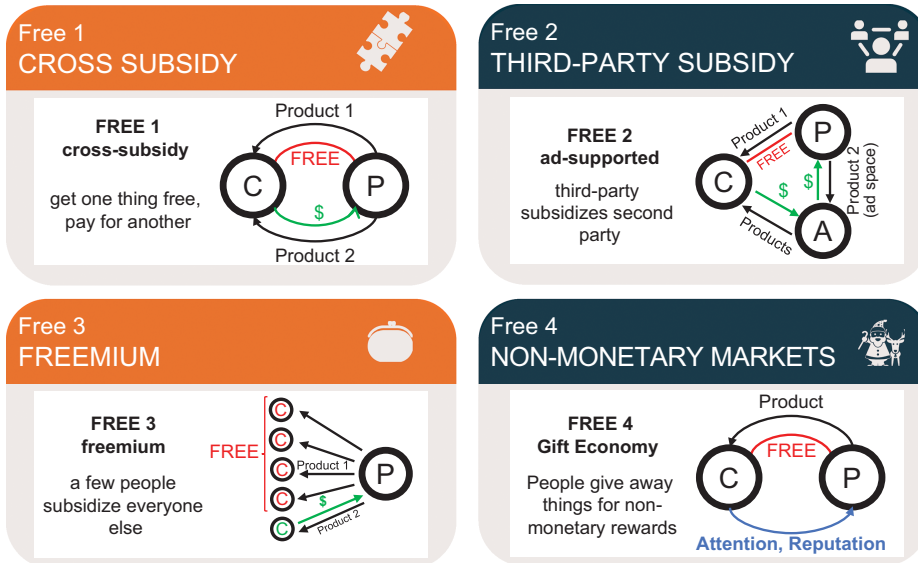 Free 1
CROSS SUBSIDY
FREE 1
cross-subsidy
get one thing free,
pay for another
Product 1
FREE
C
P
$
Product 2
Free 2
THIRD-PARTY SUBSIDY
FREE 2
ad-supported
third-party
subsidizes second
party
Product 1
FREE
P
C
$
$
Product 2
(ad space)
Products
A
Free 3
FREEMIUM
FREE 3
freemium
a few people
subsidize everyone
else
FREE
C
C
C
C
C
Product 1
P
$
Product 2
Free 4
NON-MONETARY MARKETS
FREE 4
Gift Economy
People give away
things for non-
monetary rewards
Product
FREE
C
P
Attention, Reputation